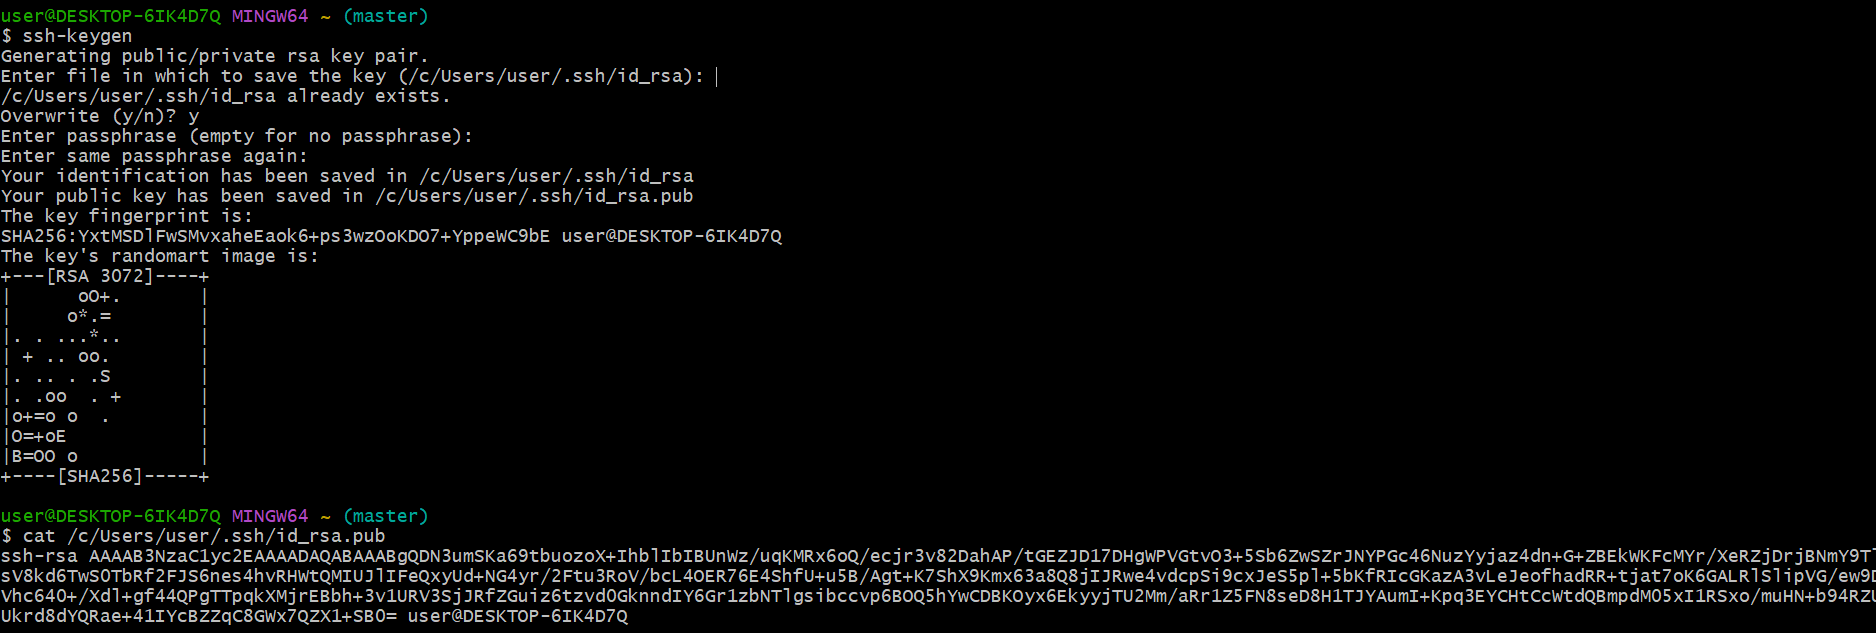 user@DESKTOP-6IK4D7Q MINGW64 ~ (master)
$ ssh-keygen
Generating public/private rsa key pair.
Enter file in which to save the key (/c/Users/user/.ssh/id_rsa):
/c/Users/user/.ssh/id_rsa already exists.
Overwrite (y/n)? y
Enter passphrase (empty for no passphrase):
Enter same passphrase again:
Your identification has been saved in /c/Users/user/.ssh/id_rsa
Your public key has been saved in /c/Users/user/.ssh/id_rsa.pub
The key fingerprint is:
SHA256:YxtMSDlFwSMvxaheEaok6+ps3wzOoKDO7+YppeWC9bE user@DESKTOP-6IK4D7Q
The key's randomart image is:
+---[RSA 3072]----+
|      oO+.       |
|     o*.=        |
|. . ...*..       |
| + .. oo.        |
|. .. . .S        |
|. .oo  . +       |
|o+=o o  .        |
|O=+oE            |
|B=OO o           |
+----[SHA256]-----+
user@DESKTOP-6IK4D7Q MINGW64 ~ (master)
$ cat /c/Users/user/.ssh/id_rsa.pub
ssh-rsa AAAAB3NzaC1yc2EAAAADAQABAAABgQDN3umSKa69tbuozoX+IhblIbIBUnWz/uqKMRx6oQ/ecjr3v82DahAP/tGEZJD17DHgWPVGtvO3+5Sb6ZwSZrJNYPGc46NuzYyjaz4dn+G+ZBEkWKFcMYr/XeRZjDrjBNmY9Tl
sV8kd6TwS0TbRf2FJS6nes4hvRHWtQMIUJlIFeQxyUd+NG4yr/2Ftu3RoV/bcL4OER76E4ShfU+u5B/Agt+K7ShX9Kmx63a8Q8jIJRwe4vdcpSi9cxJeS5pl+5bKfRIcGKazA3vLeJeofhadRR+tjat7oK6GALRlSlipVG/ew9D
Vhc640+/Xdl+gf44QPgTTpqkXMjrEBbh+3v1URV3SjJRfZGuiz6tzvd0GknndIY6Gr1zbNTlgsibccvp6BOQ5hYwCDBKOyx6EkyyjTU2Mm/aRr1Z5FN8seD8H1TJYAumI+Kpq3EYCHtCcWtdQBmpdM05xI1RSxo/muHN+b94RZU
Ukrd8dYQRae+41IYcBZZqC8GWx7QZX1+SB0= user@DESKTOP-6IK4D7Q